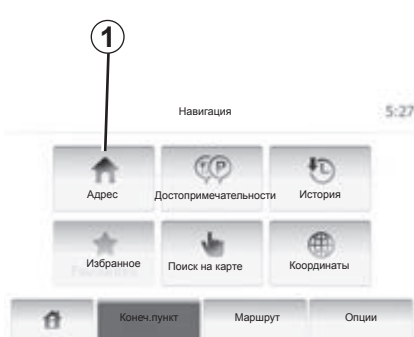 1
Навигация 5:27
Адрес Достопримечательности История
Избранное Поиск на карте Координаты
Конеч.пункт Маршрут Опции